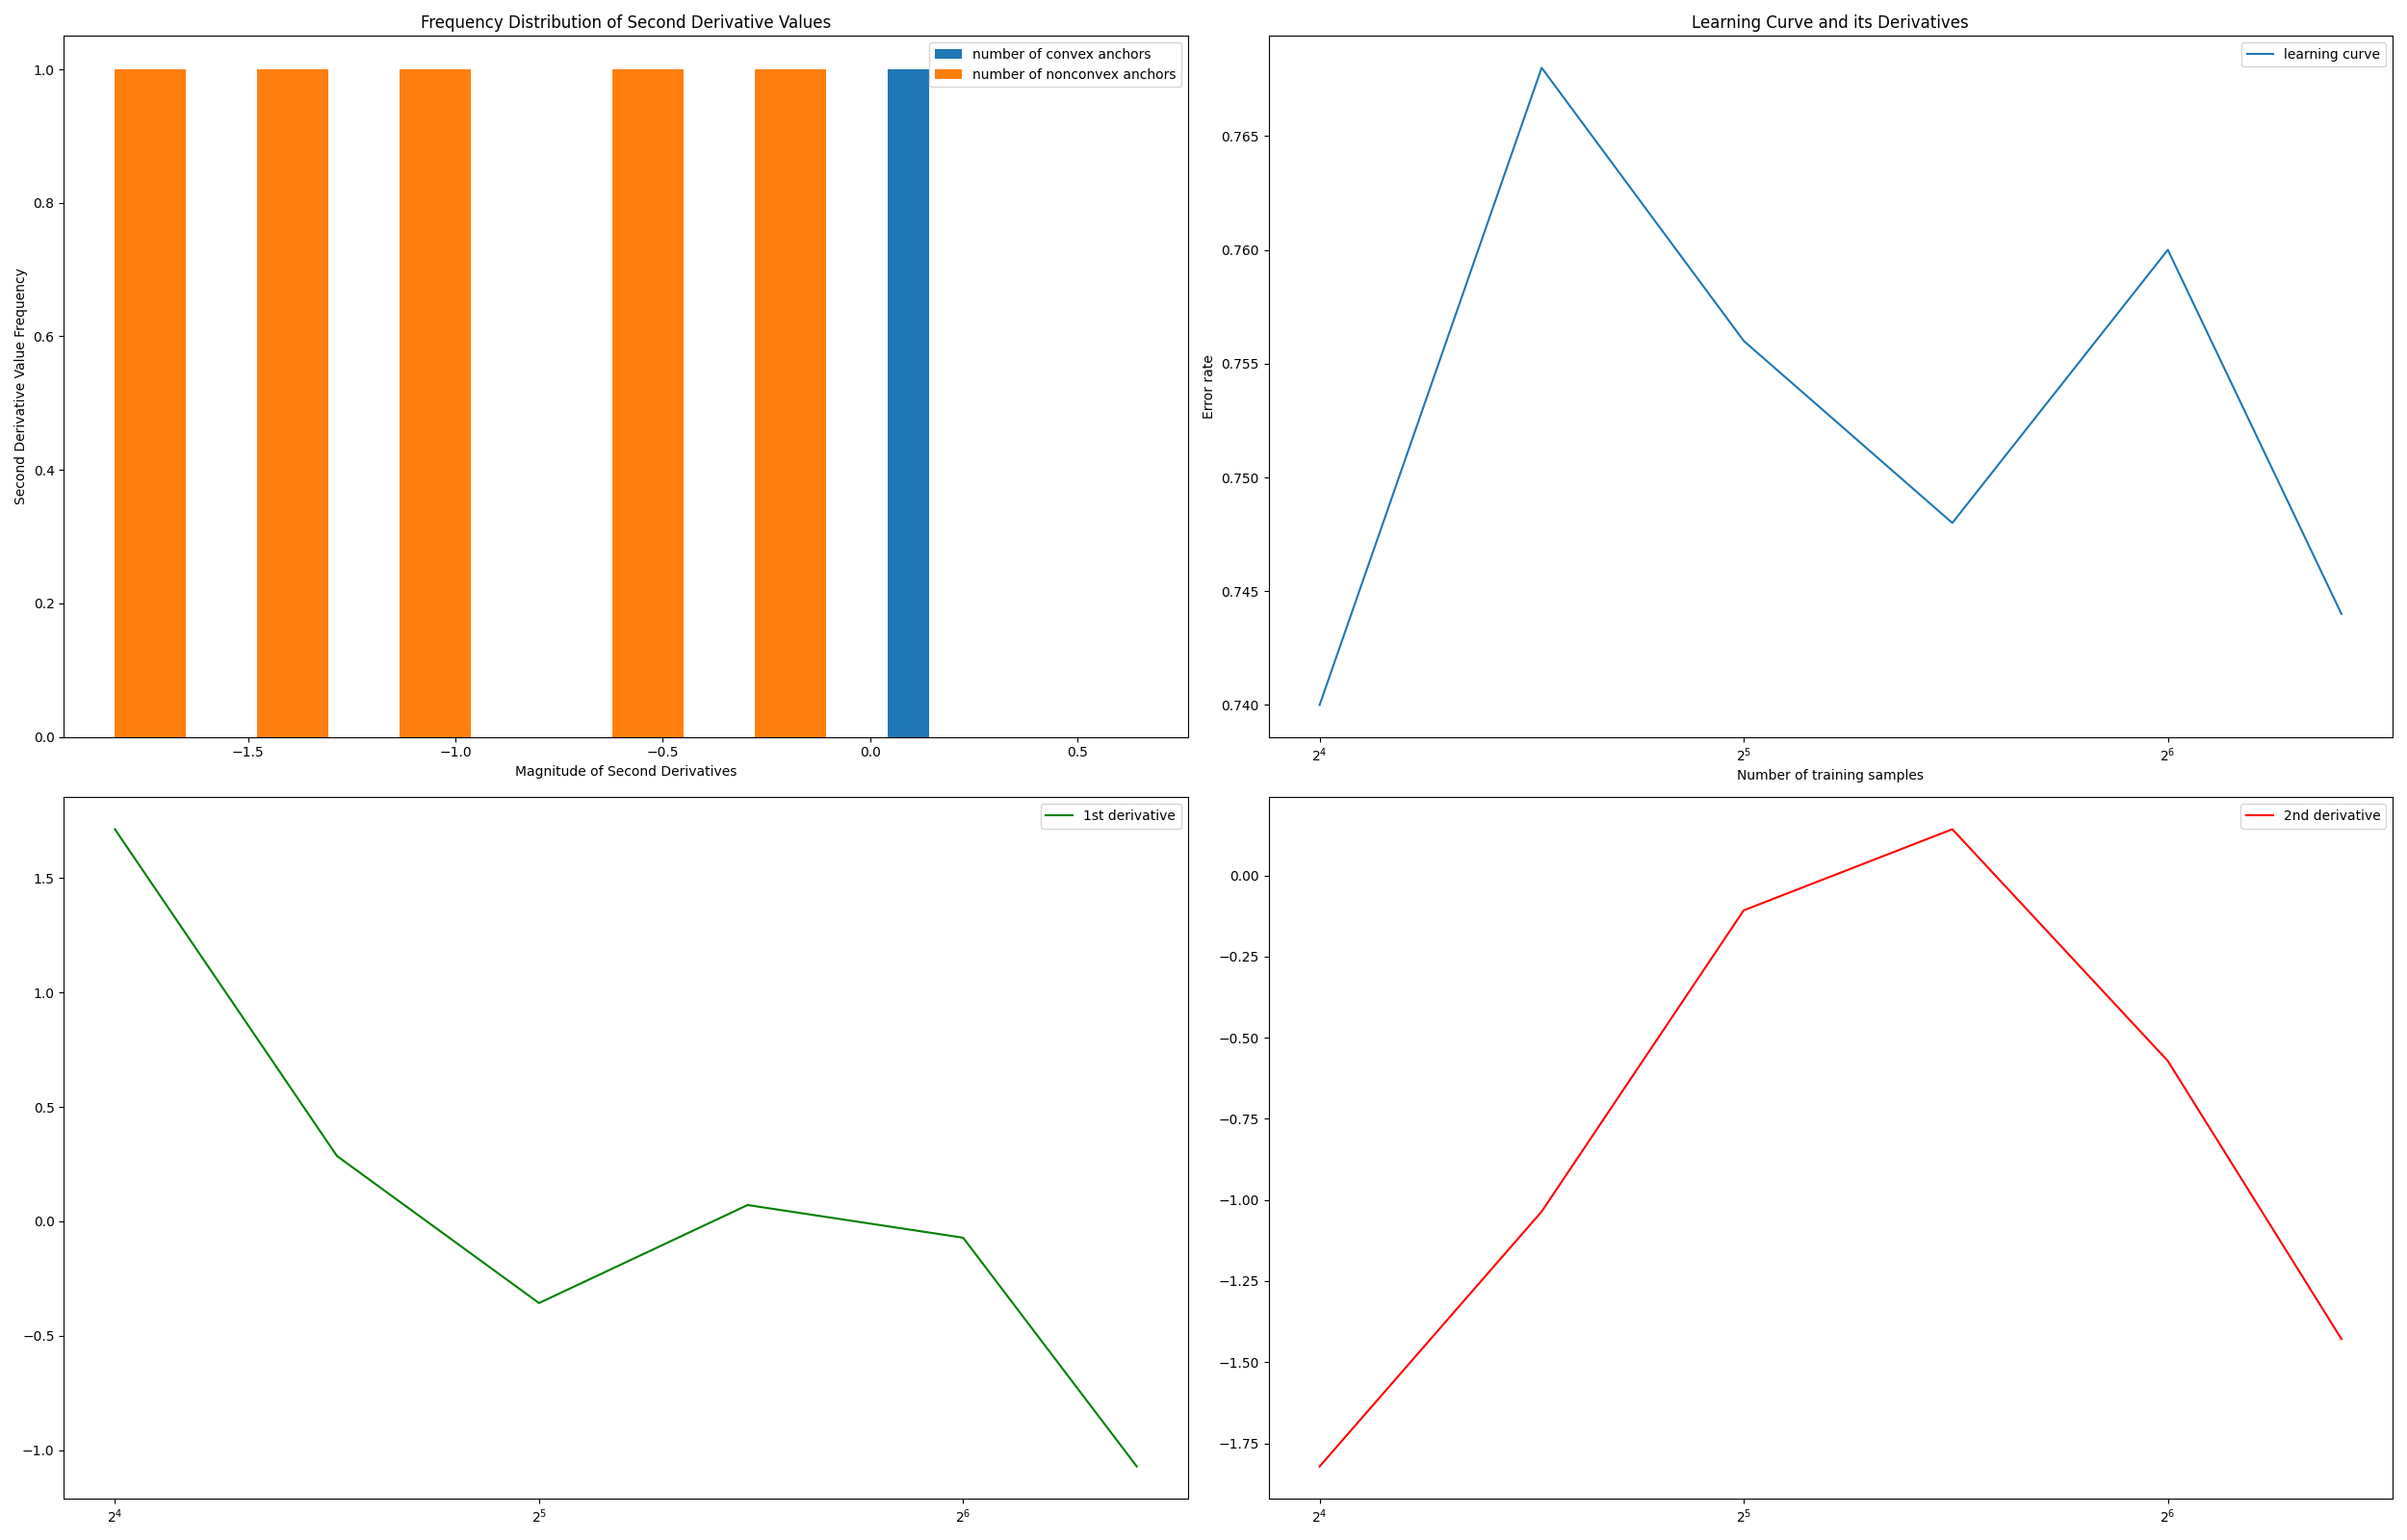 Frequency Distribution of Second Derivative Values
number of convex anchors
number of nonconvex anchors
Second Derivative Value Frequency
1.0
0.8
0.6
0.4
0.2
0.0
−1.5 −1.0 −0.5 0.0 0.5
Magnitude of Second Derivatives
Learning Curve and its Derivatives
learning curve
Error rate
0.765
0.760
0.755
0.750
0.745
0.740
2⁴ 2⁵ 2⁶
Number of training samples
1st derivative
1.5
1.0
0.5
0.0
−0.5
−1.0
2⁴ 2⁵ 2⁶
2nd derivative
0.00
−0.25
−0.50
−0.75
−1.00
−1.25
−1.50
−1.75
2⁴ 2⁵ 2⁶